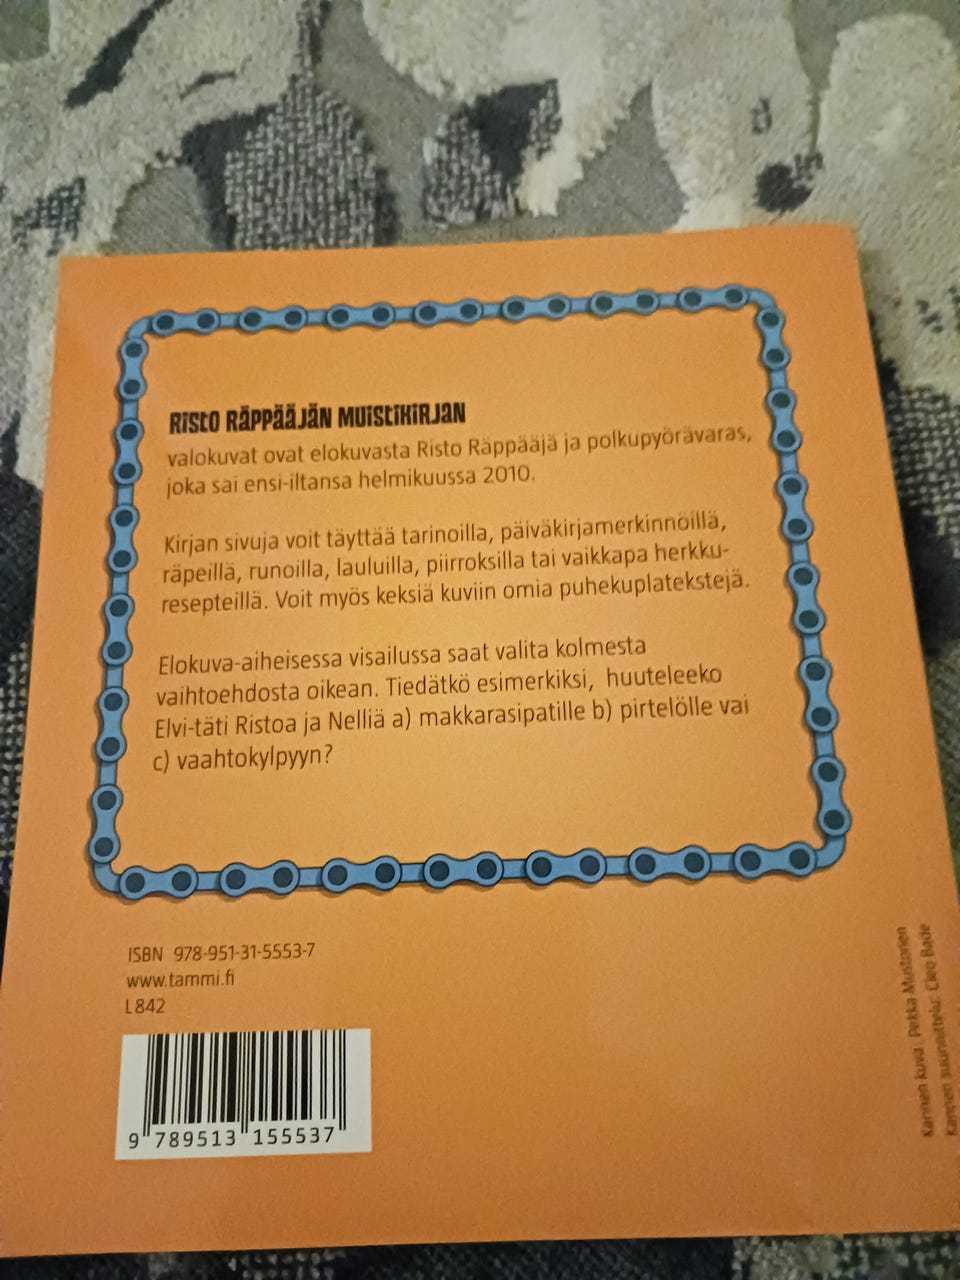 Risto Räppääjän muistikirjan
valokuvat ovat elokuvasta Risto Räppääjä ja polkupyörävaras,
joka sai ensi-iltansa helmikuussa 2010.
Kirjan sivuja voit täyttää tarinoilla, päiväkirjamerkinnöillä,
räpeillä, runoilla, lauluilla, piirroksilla tai vaikkapa herkku-
resepteillä. Voit myös keksiä kuviin omia puhekuplatekstejä.
Elokuva-aiheisessa visailussa saat valita kolmesta
vaihtoehdosta oikean. Tiedätkö esimerkiksi, huuteleeko
Elvi-täti Ristoa ja Nelliä a) makkarasipatille b) pirtelölle vai
c) vaahtokylpyyn?
ISBN 978-951-31-5553-7
www.tammi.fi
L842
9 789513 155537
Kannen kuva: Pekka Mustonen
Kannen suunnittelu: Cleo Bade